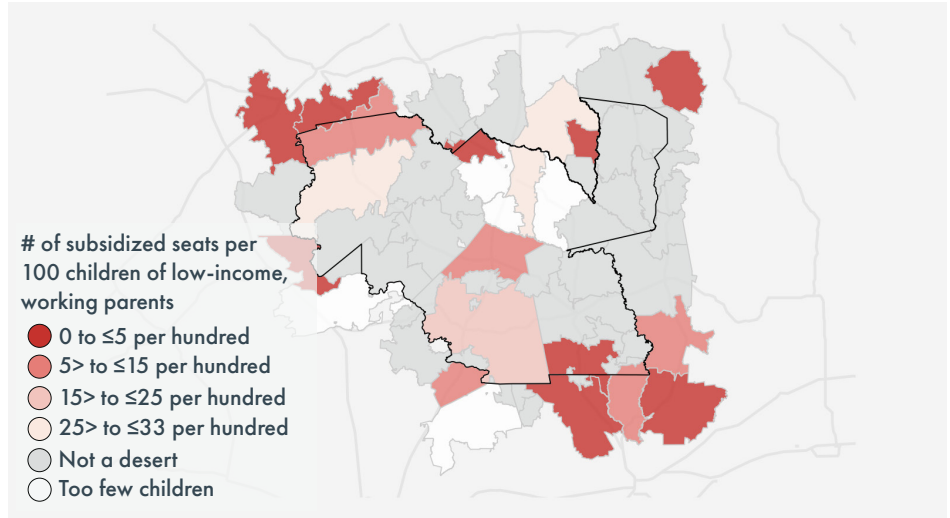 # of subsidized seats per
100 children of low-income,
working parents
0 to ≤5 per hundred
5> to ≤15 per hundred
15> to ≤25 per hundred
25> to ≤33 per hundred
Not a desert
Too few children